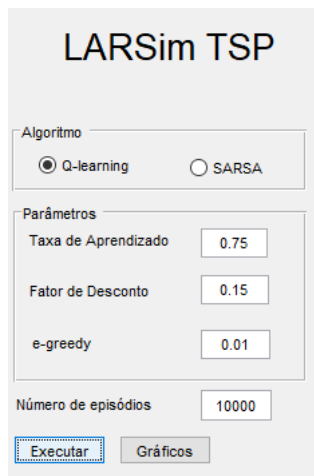 LARSim TSP
Algoritmo
Q-learning SARSA
Parâmetros
Taxa de Aprendizado 0.75
Fator de Desconto 0.15
e-greedy 0.01
Número de episódios 10000
Executar Gráficos